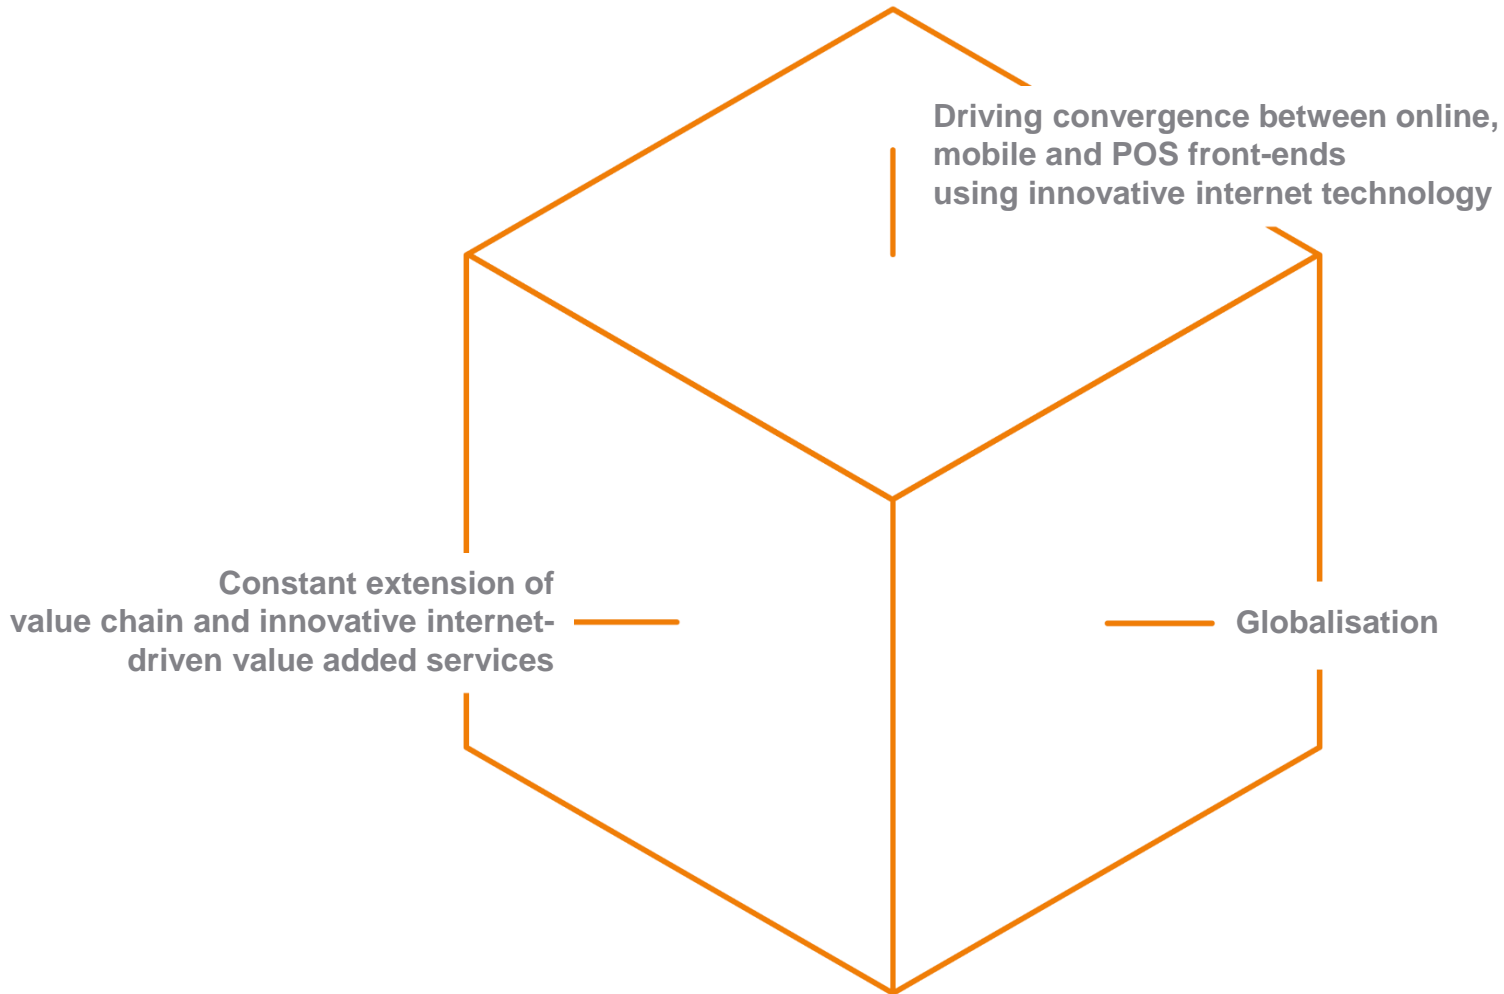 Driving convergence between online,
mobile and POS front-ends
using innovative internet technology
Constant extension of
value chain and innovative internet-
driven value added services
Globalisation